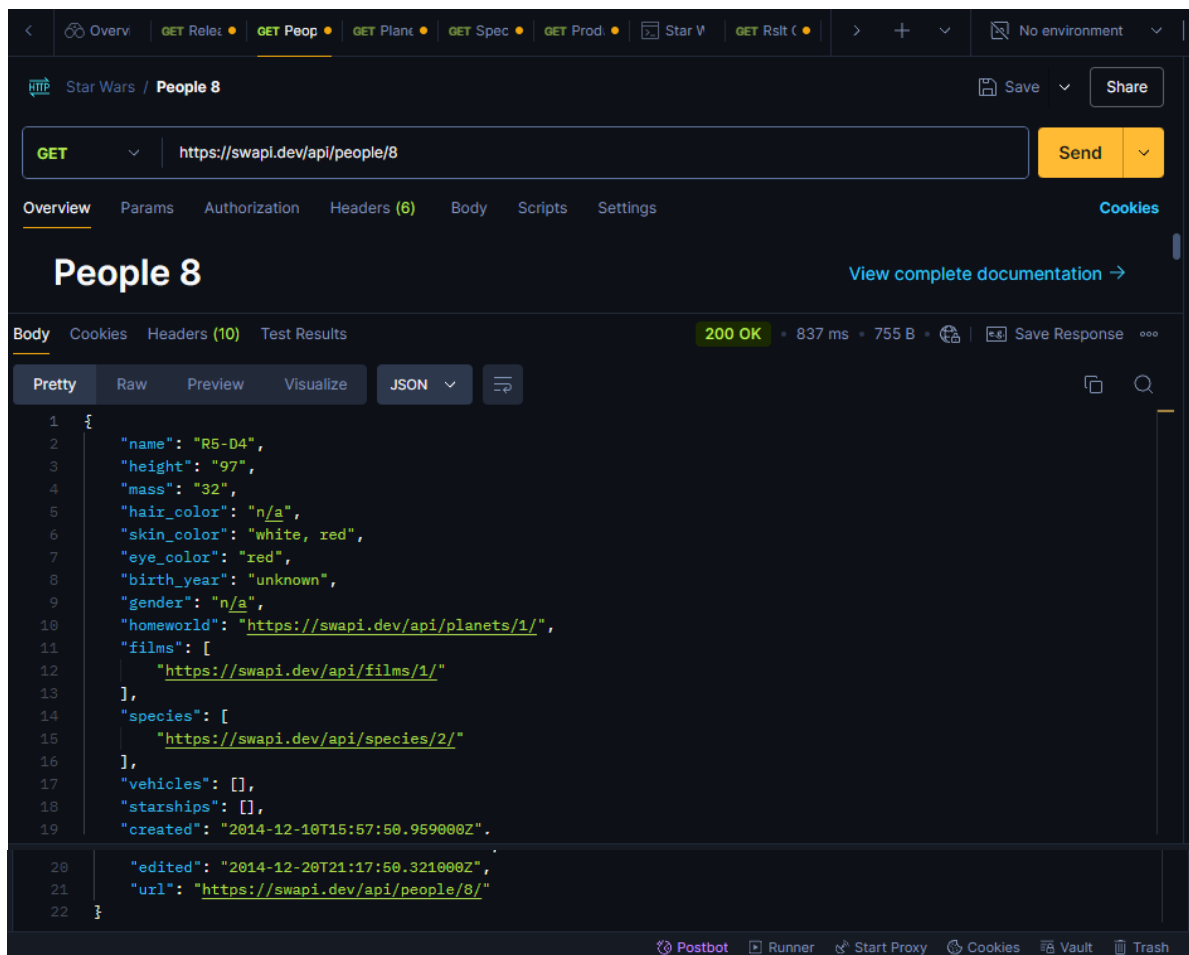 Overvi GET Relea GET Peop GET Plane GET Spec GET Prod Star W GET Rslt ( No environment
HTTP Star Wars / People 8 Save Share
GET https://swapi.dev/api/people/8 Send
Overview Params Authorization Headers (6) Body Scripts Settings Cookies
People 8 View complete documentation →
Body Cookies Headers (10) Test Results 200 OK • 837 ms • 755 B • e.g. Save Response
Pretty Raw Preview Visualize JSON
1 {
2 "name": "R5-D4",
3 "height": "97",
4 "mass": "32",
5 "hair_color": "n/a",
6 "skin_color": "white, red",
7 "eye_color": "red",
8 "birth_year": "unknown",
9 "gender": "n/a",
10 "homeworld": "https://swapi.dev/api/planets/1/",
11 "films": [
12 "https://swapi.dev/api/films/1/"
13 ],
14 "species": [
15 "https://swapi.dev/api/species/2/"
16 ],
17 "vehicles": [],
18 "starships": [],
19 "created": "2014-12-10T15:57:50.959000Z",
20 "edited": "2014-12-20T21:17:50.321000Z",
21 "url": "https://swapi.dev/api/people/8/"
22 }
Postbot Runner Start Proxy Cookies Vault Trash